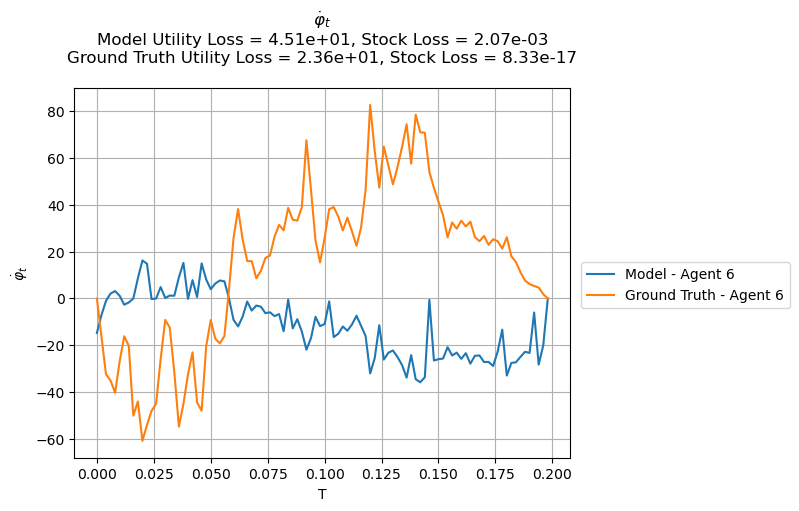 φ̇ₜ
Model Utility Loss = 4.51e+01, Stock Loss = 2.07e-03
Ground Truth Utility Loss = 2.36e+01, Stock Loss = 8.33e-17
80
60
40
20
0
−20
−40
−60
φ̇ₜ
0.000 0.025 0.050 0.075 0.100 0.125 0.150 0.175 0.200
T
Model - Agent 6
Ground Truth - Agent 6